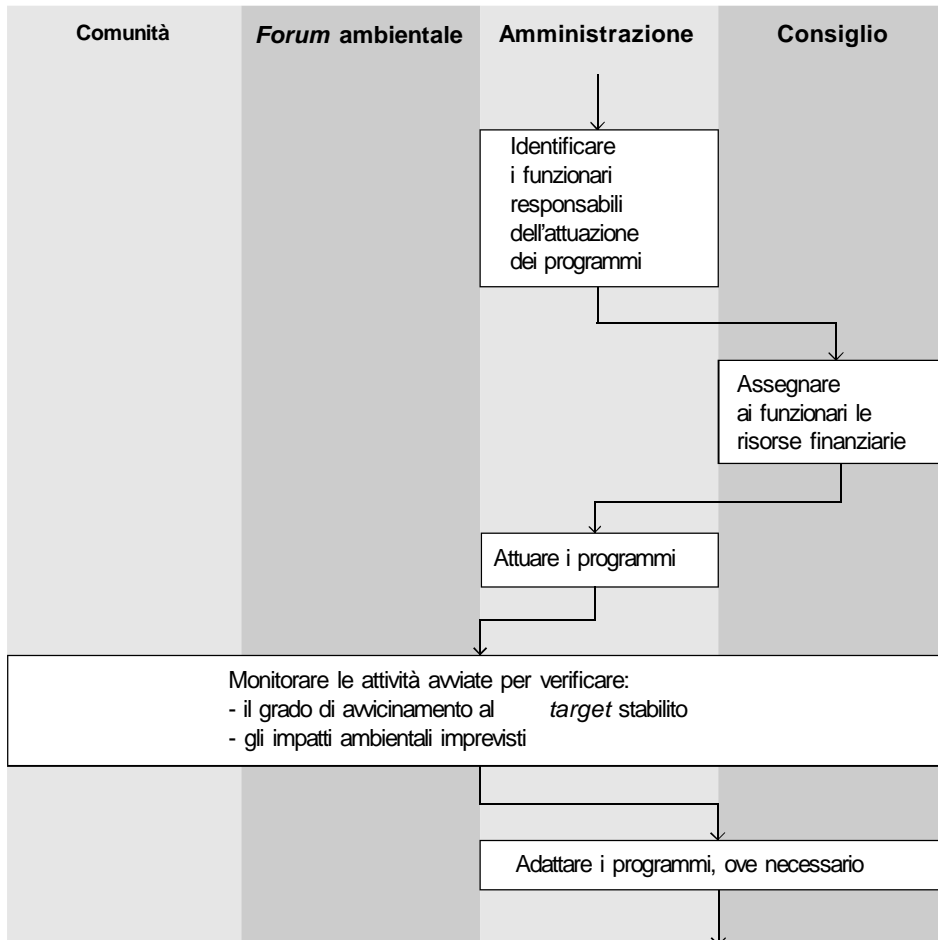 Comunità
Forum ambientale
Amministrazione
Consiglio
Identificare
i funzionari
responsabili
dell'attuazione
dei programmi
Assegnare
ai funzionari le
risorse finanziarie
Attuare i programmi
Monitorare le attività avviate per verificare:
- il grado di avvicinamento al target stabilito
- gli impatti ambientali imprevisti
Adattare i programmi, ove necessario